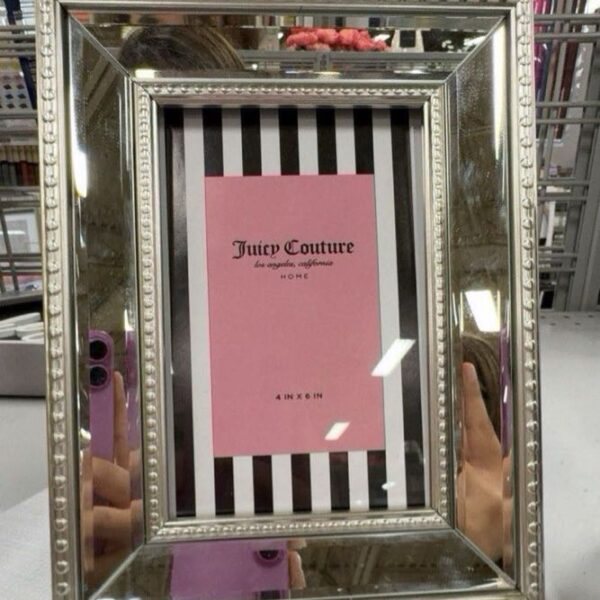 Juicy Couture
los angeles, california
HOME
4 IN X 6 IN